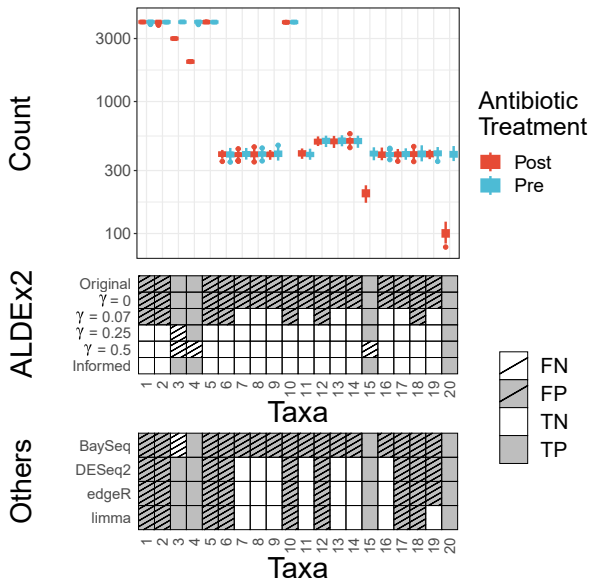 Count
3000
1000
300
100
Antibiotic
Treatment
Post
Pre
ALDEx2
Original
γ = 0
γ = 0.07
γ = 0.25
γ = 0.5
Informed
1 2 3 4 5 6 7 8 9 10 11 12 13 14 15 16 17 18 19 20
Taxa
FN
FP
TN
TP
Others
BaySeq
DESeq2
edgeR
limma
1 2 3 4 5 6 7 8 9 10 11 12 13 14 15 16 17 18 19 20
Taxa